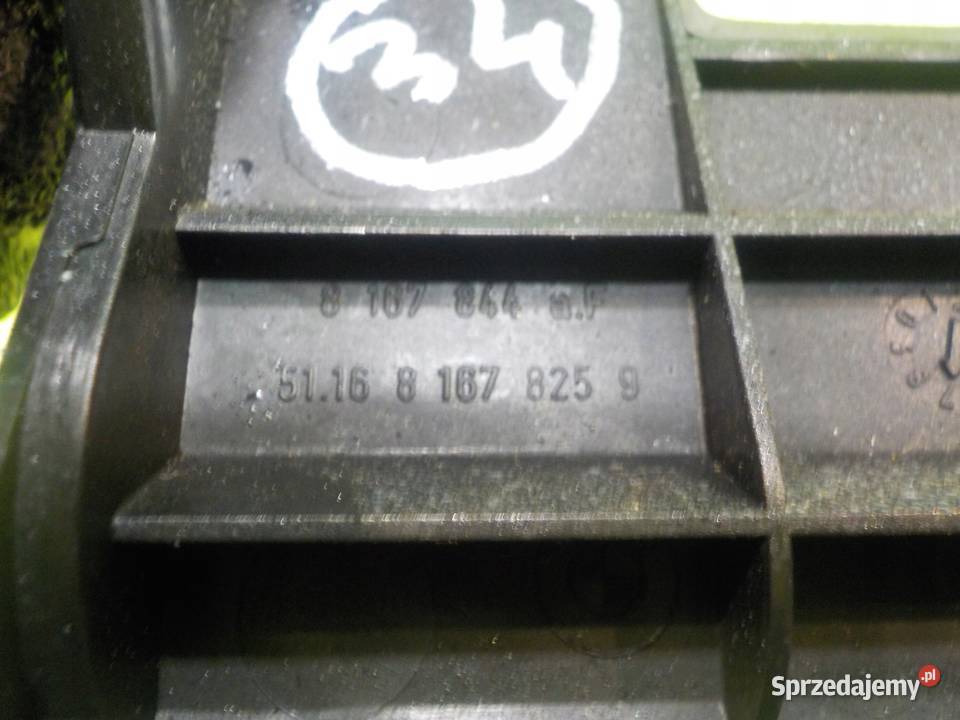 34
8 167 844 a.F
51.16 8 167 825 9
Sprzedajemy.pl